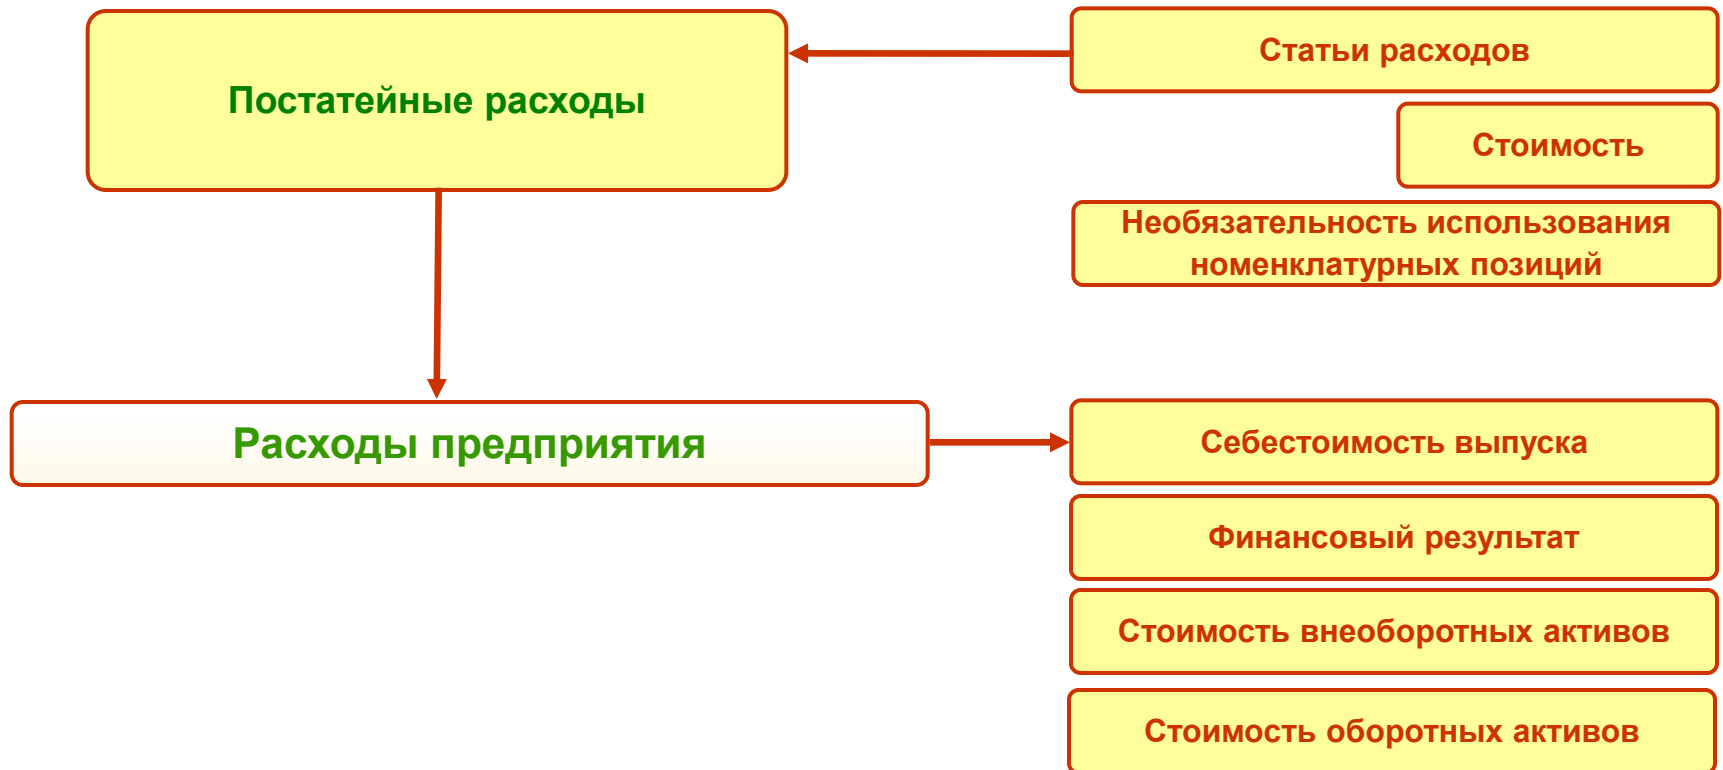 Постатейные расходы
Статьи расходов
Стоимость
Необязательность использования
номенклатурных позиций
Расходы предприятия
Себестоимость выпуска
Финансовый результат
Стоимость внеоборотных активов
Стоимость оборотных активов